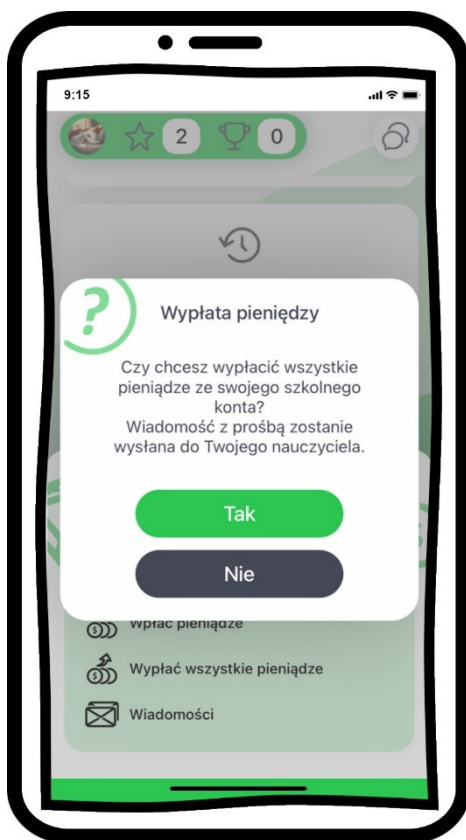 9:15
2
0
Wypłata pieniędzy
Czy chcesz wypłacić wszystkie
pieniądze ze swojego szkolnego
konta?
Wiadomość z prośbą zostanie
wysłana do Twojego nauczyciela.
Tak
Nie
Wpłać pieniądze
Wypłać wszystkie pieniądze
Wiadomości